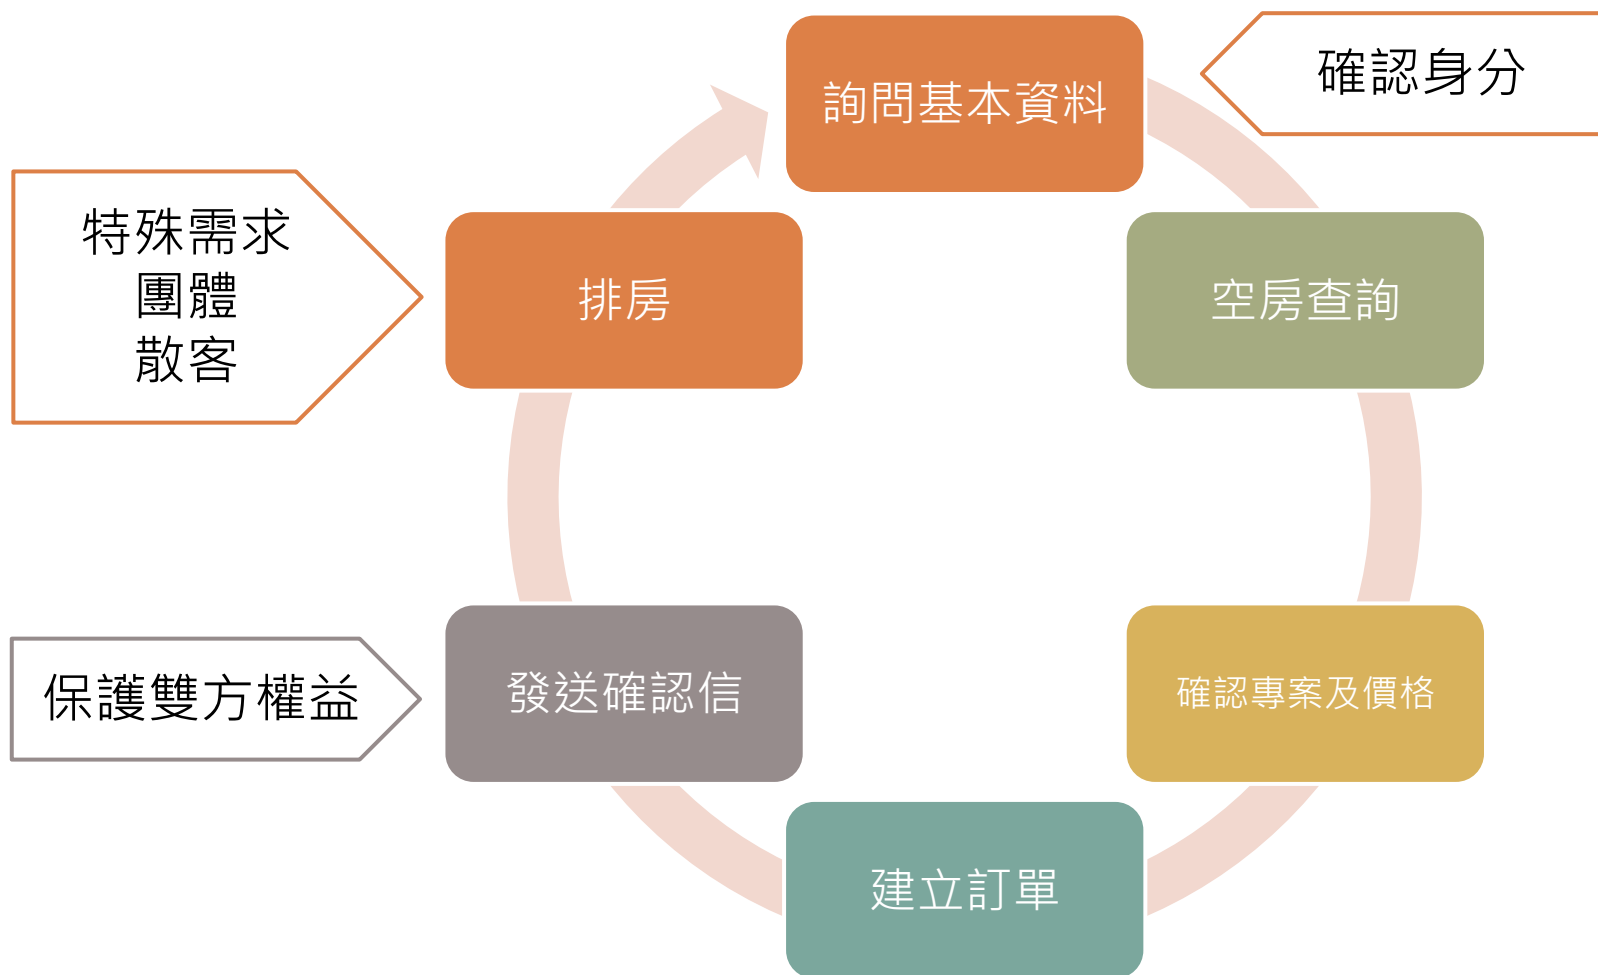 詢問基本資料
確認身分
空房查詢
確認專案及價格
建立訂單
發送確認信
保護雙方權益
排房
特殊需求
團體
散客